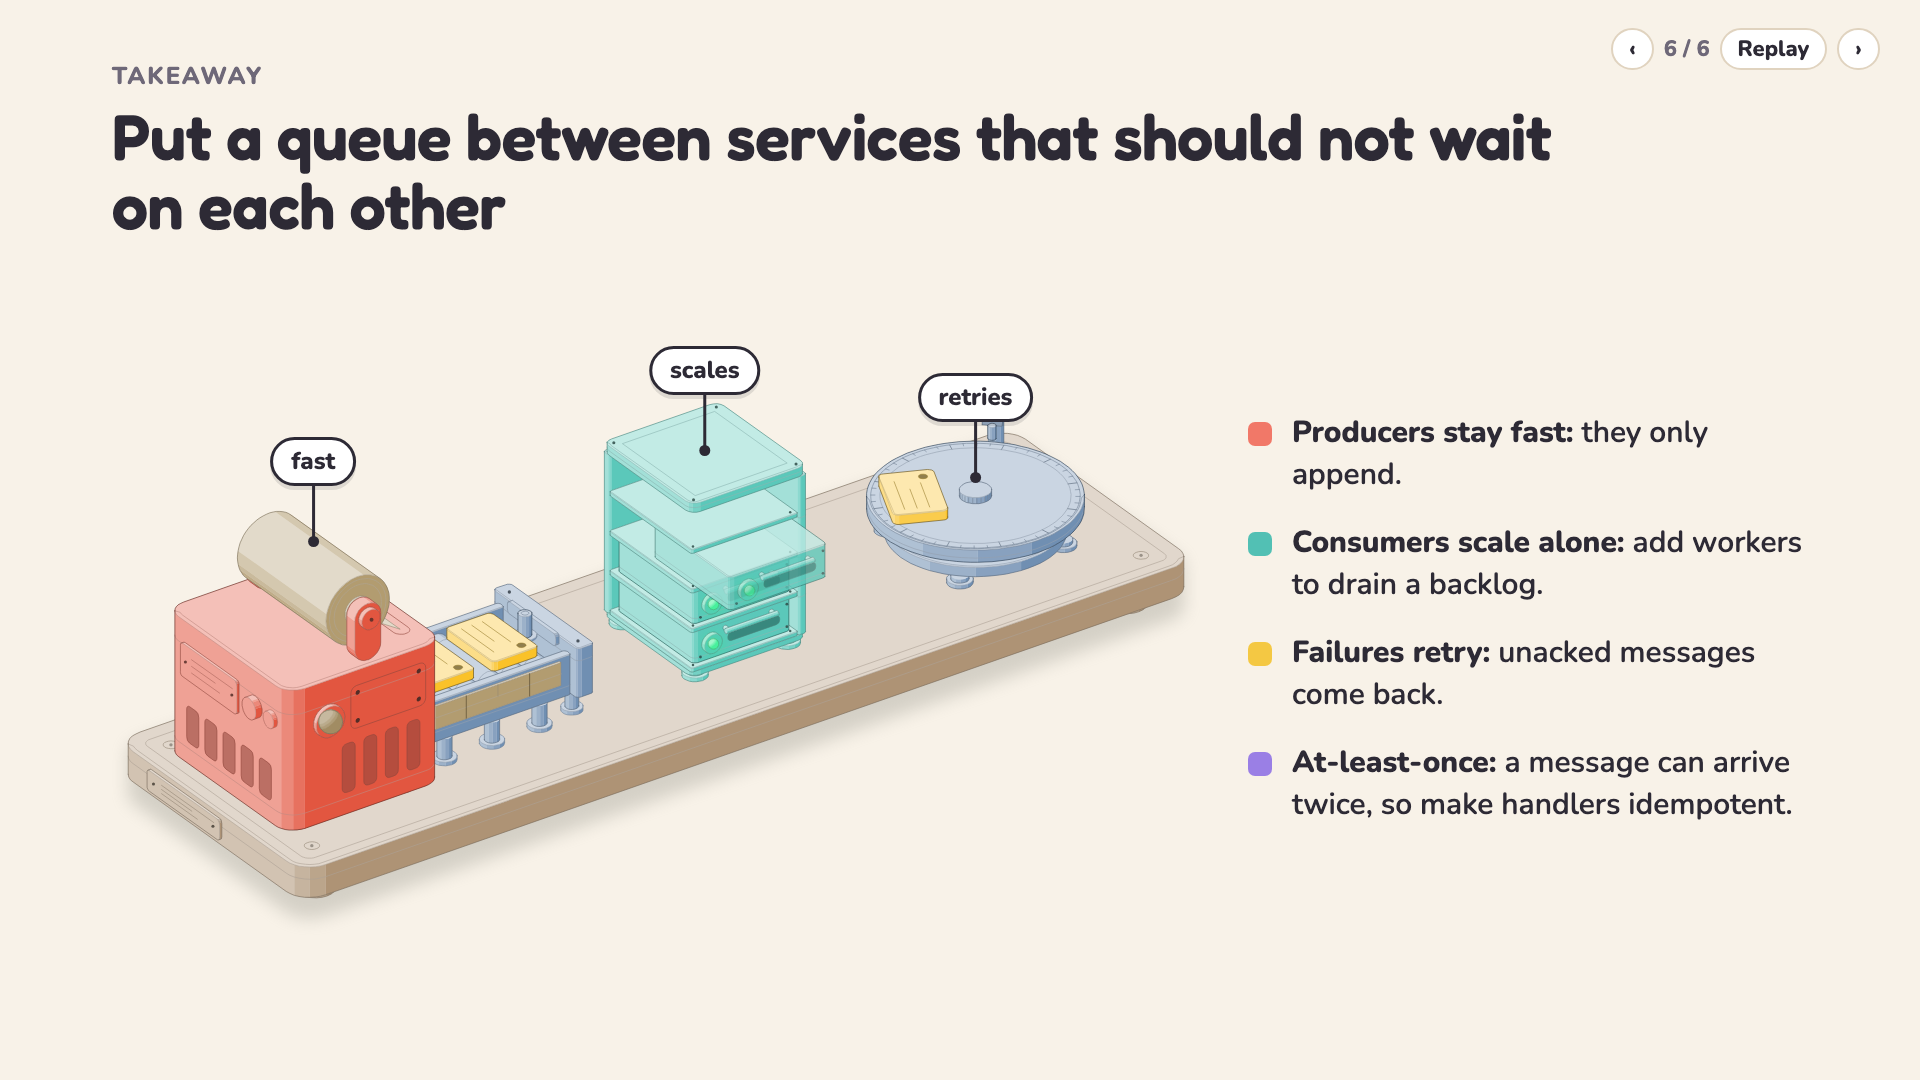 TAKEAWAY
‹ 6 / 6 Replay ›
Put a queue between services that should not wait
on each other
scales
retries
fast
Producers stay fast: they only
append.
Consumers scale alone: add workers
to drain a backlog.
Failures retry: unacked messages
come back.
At-least-once: a message can arrive
twice, so make handlers idempotent.